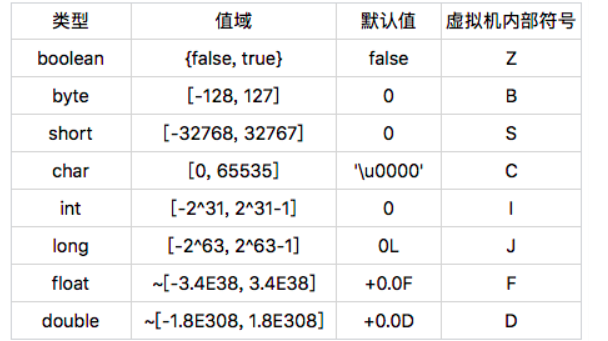 类型 值域 默认值 虚拟机内部符号
boolean {false, true} false Z
byte [-128, 127] 0 B
short [-32768, 32767] 0 S
char [0, 65535] '\u0000' C
int [-2^31, 2^31-1] 0 I
long [-2^63, 2^63-1] 0L J
float ~[-3.4E38, 3.4E38] +0.0F F
double ~[-1.8E308, 1.8E308] +0.0D D